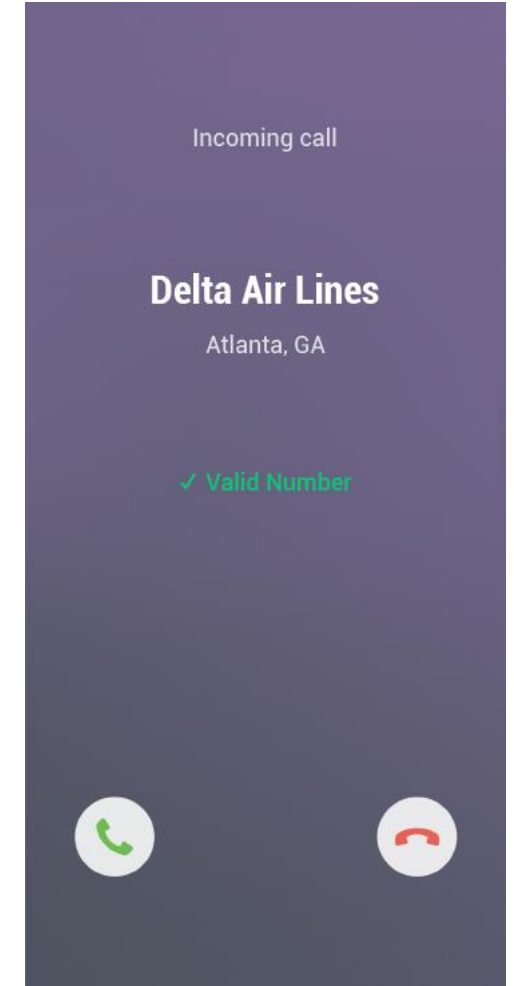 Incoming call
Delta Air Lines
Atlanta, GA
✓ Valid Number